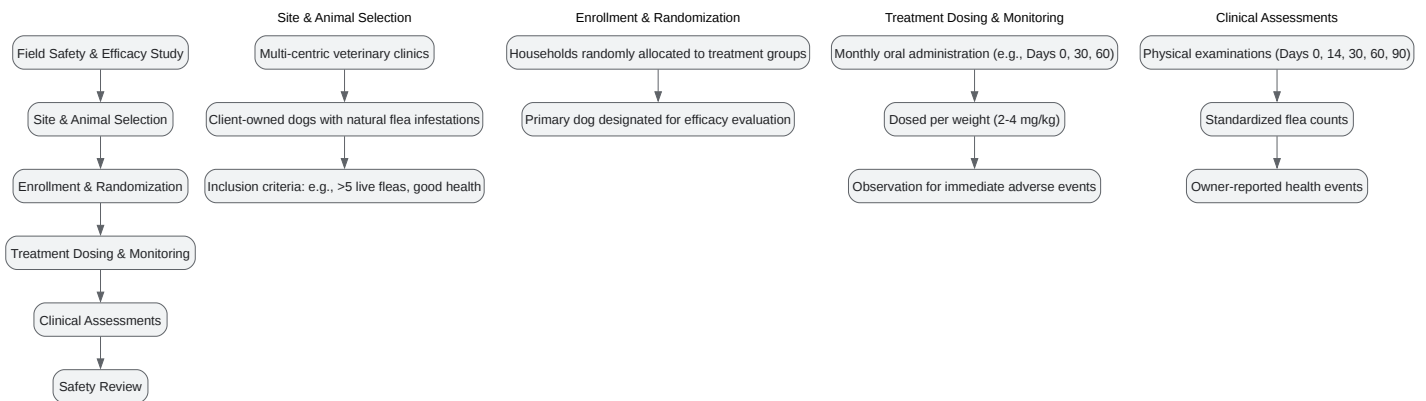 Field Safety & Efficacy Study
Site & Animal Selection
Enrollment & Randomization
Treatment Dosing & Monitoring
Clinical Assessments
Safety Review
Site & Animal Selection
Multi-centric veterinary clinics
Client-owned dogs with natural flea infestations
Inclusion criteria: e.g., >5 live fleas, good health
Enrollment & Randomization
Households randomly allocated to treatment groups
Primary dog designated for efficacy evaluation
Treatment Dosing & Monitoring
Monthly oral administration (e.g., Days 0, 30, 60)
Dosed per weight (2-4 mg/kg)
Observation for immediate adverse events
Clinical Assessments
Physical examinations (Days 0, 14, 30, 60, 90)
Standardized flea counts
Owner-reported health events